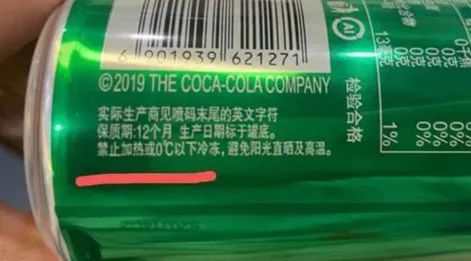 6 901939 621271
©2019 THE COCA-COLA COMPANY
实际生产商见喷码末尾的英文字符
保质期:12个月 生产日期标于罐底。
禁止加热或0℃以下冷冻,避免阳光直晒及高温。
检验合格
0克
0克
1%
0%